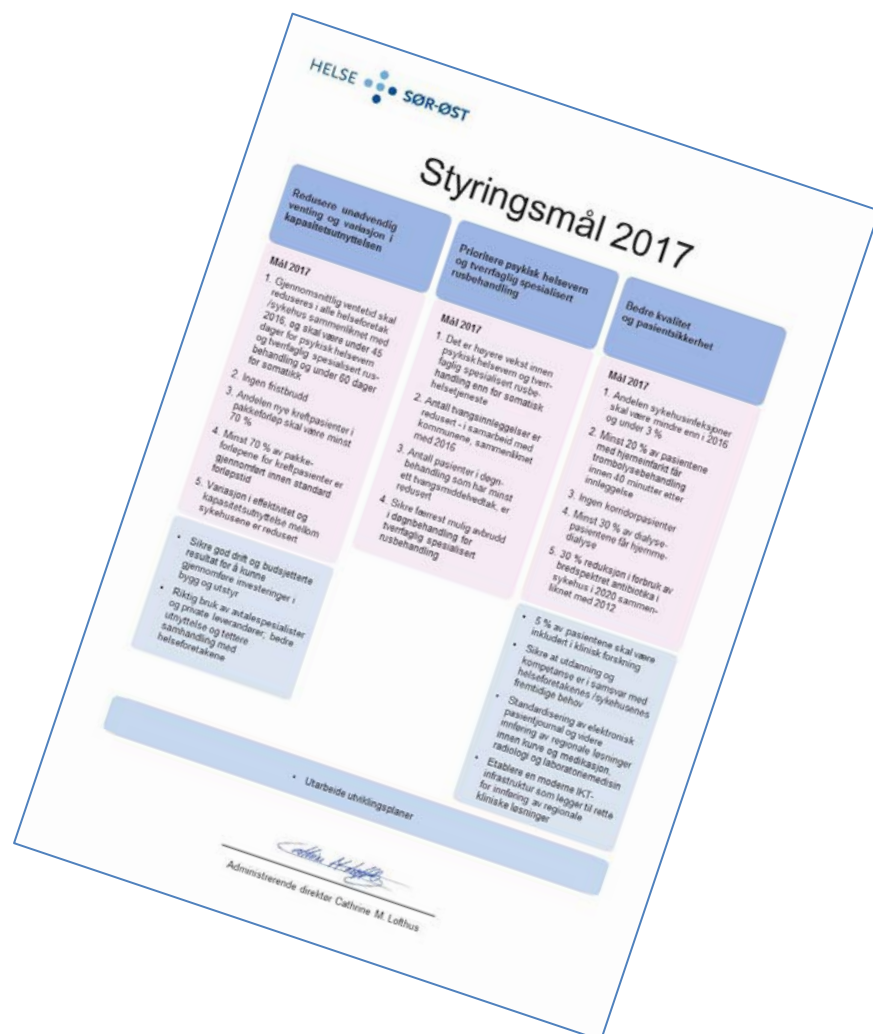 HELSE SØR-ØST
Styringsmål 2017
Redusere unødvendig
venting og variasjon i
kapasitetsutnyttelsen
Mål 2017
1. Gjennomsnittlig ventetid skal
reduseres i alle helseforetak
/sykehus sammenliknet med
2016, og skal være under 45
dager for psykisk helsevern
og tverrfaglig spesialisert rus-
behandling og under 60 dager
for somatikk
2. Ingen fristbrudd
3. Andelen nye kreftpasienter i
pakkeforløp skal være minst
70 %
4. Minst 70 % av pakke-
forløpene for kreftpasienter er
gjennomført innen standard
forløpstid
5. Variasjon i effektivitet og
kapasitetsutnyttelse mellom
sykehusene er redusert
• Sikre god drift og budsjetterte
resultat for å kunne
gjennomføre investeringer i
bygg og utstyr
• Riktig bruk av avtalespesialister
og private leverandører; bedre
utnyttelse og tettere
samhandling med
helseforetakene
Prioritere psykisk helsevern
og tverrfaglig spesialisert
rusbehandling
Mål 2017
1. Det er høyere vekst innen
psykisk helsevern og tverr-
faglig spesialisert rusbe-
handling enn for somatisk
helsetjeneste
2. Antall tvangsinnleggelser er
redusert - i samarbeid med
kommunene, sammenliknet
med 2016
3. Antall pasienter i døgn-
behandling som har minst
ett tvangsmiddelvedtak, er
redusert
4. Sikre færrest mulig avbrudd
i døgnbehandling for
tverrfaglig spesialisert
rusbehandling
Bedre kvalitet
og pasientsikkerhet
Mål 2017
1. Andelen sykehusinfeksjoner
skal være mindre enn i 2016
og under 3 %
2. Minst 20 % av pasientene
med hjerneinfarkt får
trombolysebehandling
innen 40 minutter etter
innleggelse
3. Ingen korridorpasienter
4. Minst 30 % av dialyse-
pasientene får hjemme-
dialyse
5. 30 % reduksjon i forbruk av
bredspektret antibiotika i
sykehus i 2020 sammen-
liknet med 2012
• 5 % av pasientene skal være
inkludert i klinisk forskning
• Sikre at utdanning og
kompetanse er i samsvar med
helseforetakenes /sykehusenes
fremtidige behov
• Standardisering av elektronisk
pasientjournal og videre
innføring av regionale løsninger
innen kurve og medikasjon,
radiologi og laboratoriemedisin
• Etablere en moderne IKT-
infrastruktur som legger til rette
for innføring av regionale
kliniske løsninger
• Utarbeide utviklingsplaner
Administrerende direktør Cathrine M. Lofthus